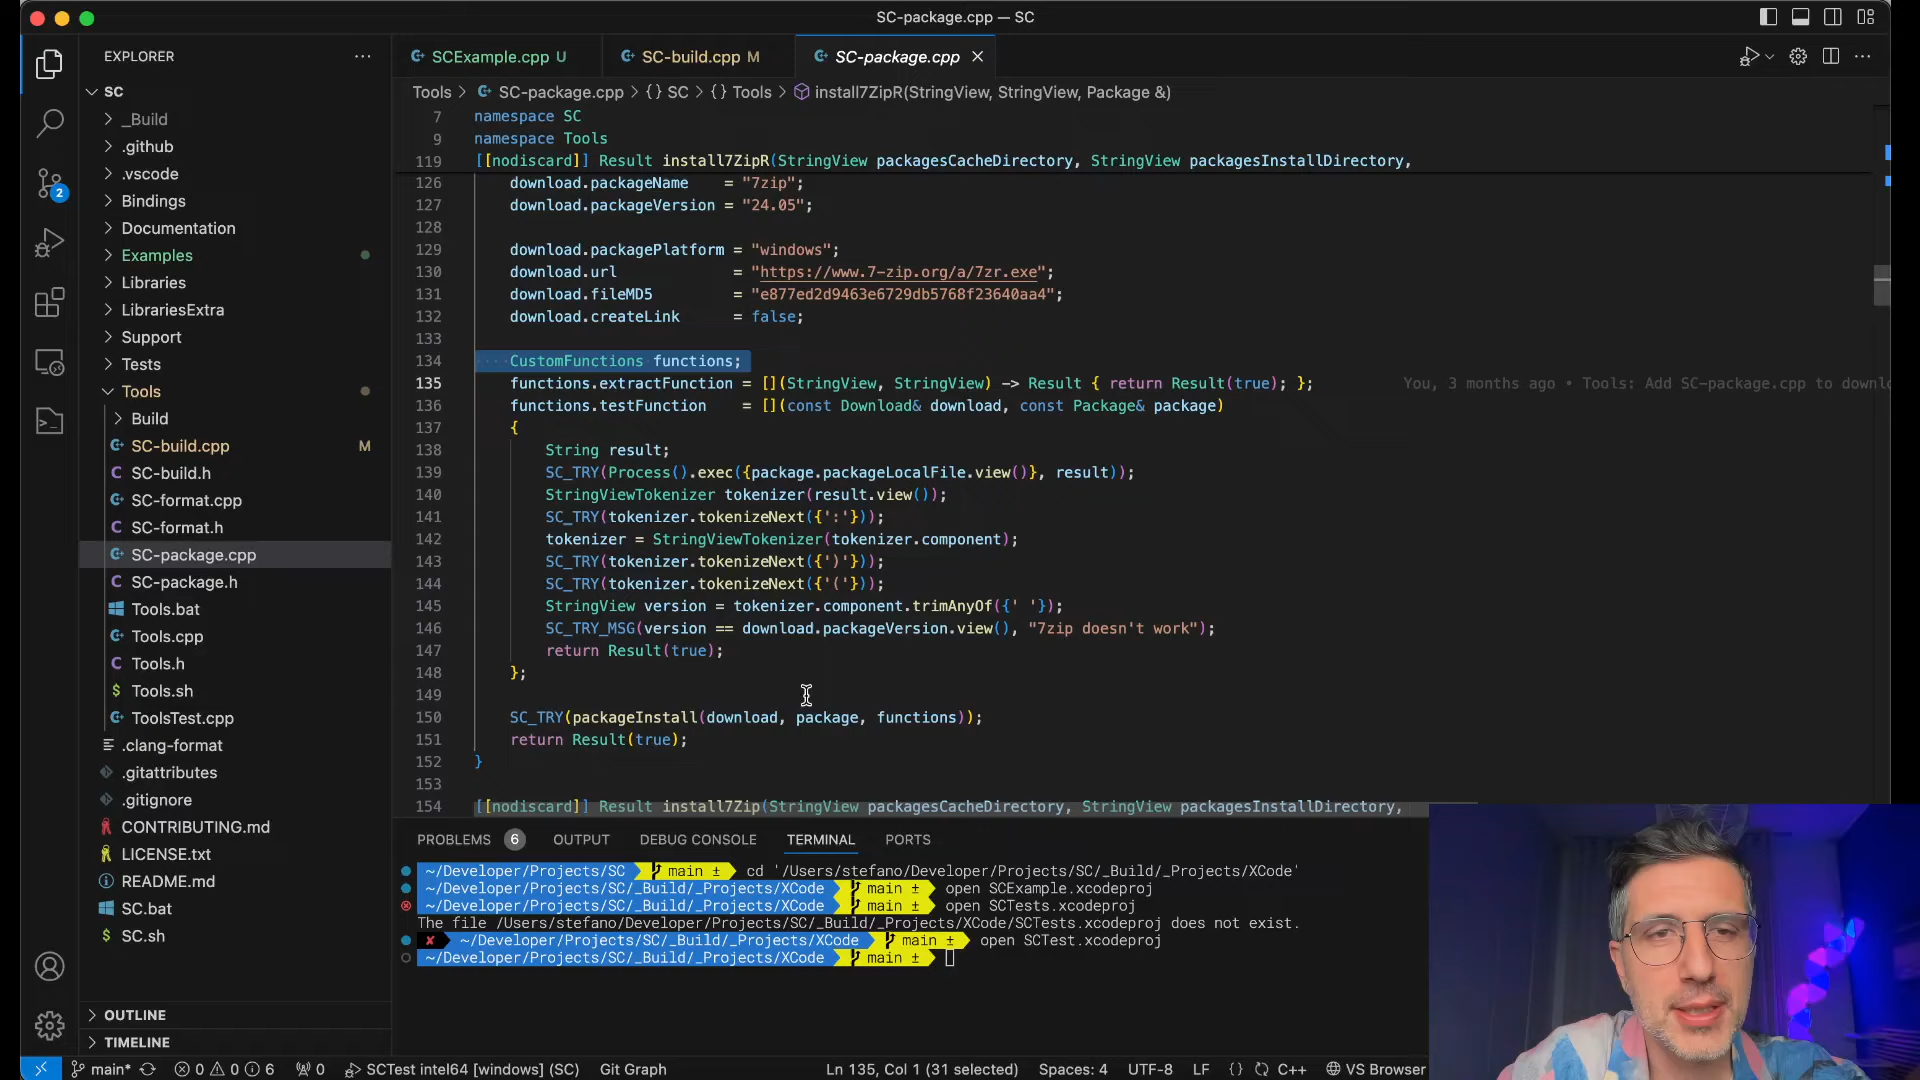 SC-package.cpp — SC
EXPLORER
SC
_Build
.github
.vscode
Bindings
Documentation
Examples
Libraries
LibrariesExtra
Support
Tests
Tools
Build
SC-build.cpp M
SC-build.h
SC-format.cpp
SC-format.h
SC-package.cpp
SC-package.h
Tools.bat
Tools.cpp
Tools.h
Tools.sh
ToolsTest.cpp
.clang-format
.gitattributes
.gitignore
CONTRIBUTING.md
LICENSE.txt
README.md
SC.bat
SC.sh
OUTLINE
TIMELINE
2
SCExample.cpp U
SC-build.cpp M
SC-package.cpp
Tools > SC-package.cpp > {} SC > {} Tools > install7ZipR(StringView, StringView, Package &)
7 namespace SC
9 namespace Tools
119 [[nodiscard]] Result install7ZipR(StringView packagesCacheDirectory, StringView packagesInstallDirectory,
126 download.packageName = "7zip";
127 download.packageVersion = "24.05";
128
129 download.packagePlatform = "windows";
130 download.url = "https://www.7-zip.org/a/7zr.exe";
131 download.fileMD5 = "e877ed2d9463e6729db5768f23640aa4";
132 download.createLink = false;
133
134 CustomFunctions functions;
135 functions.extractFunction = [](StringView, StringView) -> Result { return Result(true); }; You, 3 months ago • Tools: Add SC-package.cpp to downlo
136 functions.testFunction = [](const Download& download, const Package& package)
137 {
138 String result;
139 SC_TRY(Process().exec({package.packageLocalFile.view()}, result));
140 StringViewTokenizer tokenizer(result.view());
141 SC_TRY(tokenizer.tokenizeNext({':'}));
142 tokenizer = StringViewTokenizer(tokenizer.component);
143 SC_TRY(tokenizer.tokenizeNext({')'}));
144 SC_TRY(tokenizer.tokenizeNext({'('}));
145 StringView version = tokenizer.component.trimAnyOf({' '});
146 SC_TRY_MSG(version == download.packageVersion.view(), "7zip doesn't work");
147 return Result(true);
148 };
149
150 SC_TRY(packageInstall(download, package, functions));
151 return Result(true);
152 }
153
154 [[nodiscard]] Result install7Zip(StringView packagesCacheDirectory, StringView packagesInstallDirectory,
PROBLEMS 6 OUTPUT DEBUG CONSOLE TERMINAL PORTS
~/Developer/Projects/SC main ± cd '/Users/stefano/Developer/Projects/SC/_Build/_Projects/XCode'
~/Developer/Projects/SC/_Build/_Projects/XCode main ± open SCExample.xcodeproj
~/Developer/Projects/SC/_Build/_Projects/XCode main ± open SCTests.xcodeproj
The file /Users/stefano/Developer/Projects/SC/_Build/_Projects/XCode/SCTests.xcodeproj does not exist.
✘ ~/Developer/Projects/SC/_Build/_Projects/XCode main ± open SCTest.xcodeproj
~/Developer/Projects/SC/_Build/_Projects/XCode main ±
main* 0 0 6 0 SCTest intel64 [windows] (SC) Git Graph Ln 135, Col 1 (31 selected) Spaces: 4 UTF-8 LF {} C++ VS Browser